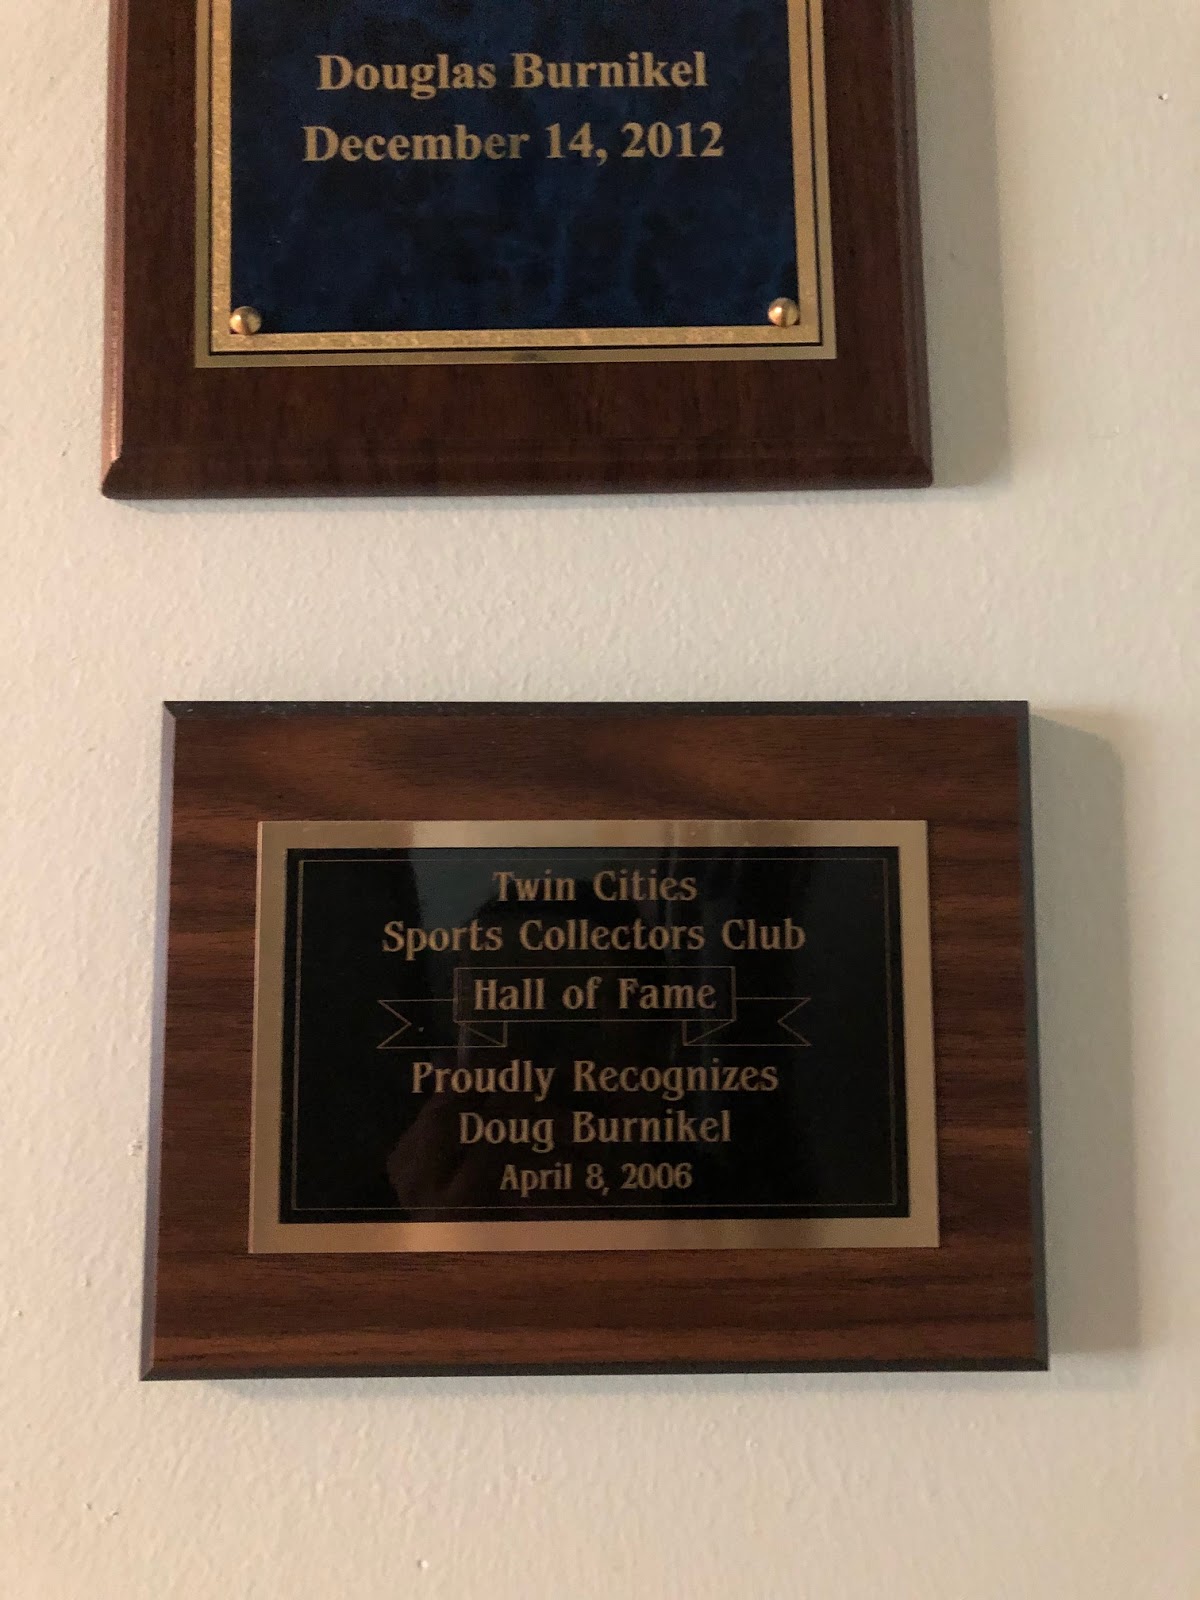 Douglas Burnikel
December 14, 2012
Twin Cities
Sports Collectors Club
Hall of Fame
Proudly Recognizes
Doug Burnikel
April 8, 2006